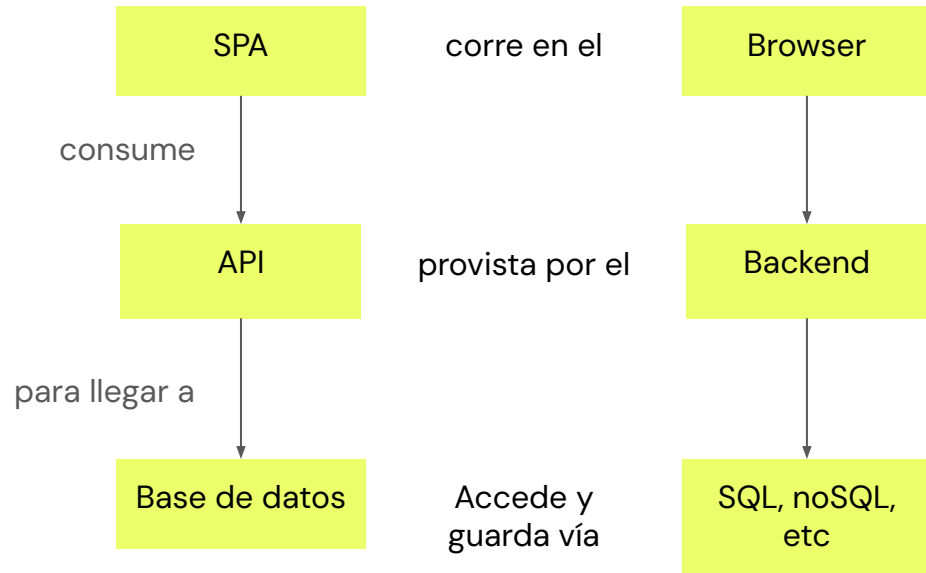 SPA
corre en el
Browser
consume
API
provista por el
Backend
para llegar a
Base de datos
Accede y
guarda vía
SQL, noSQL,
etc